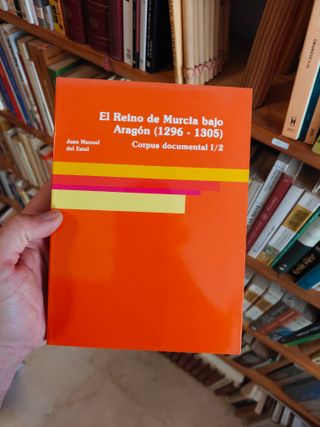 El Reino de Murcia bajo
Aragón (1296 - 1305)
Corpus documental I/2
Juan Manuel
del Estal